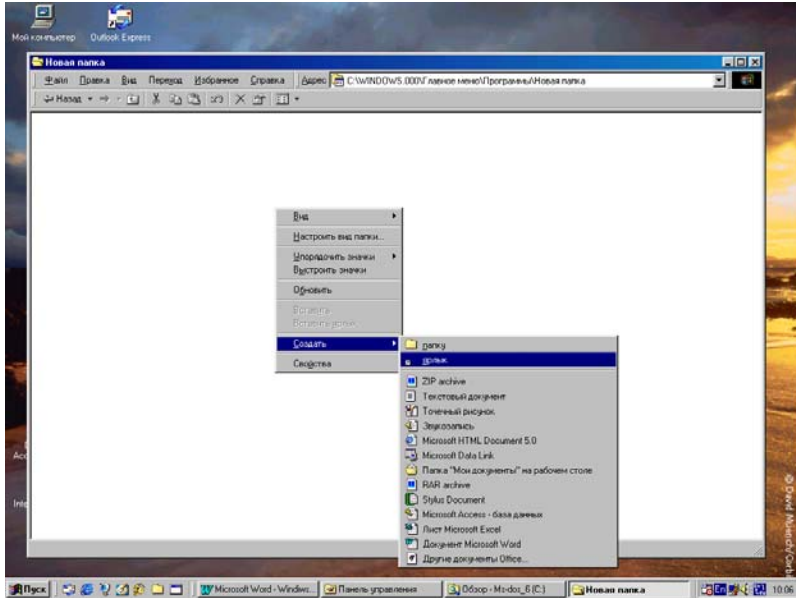 Мой компьютер
Outlook Express
Новая папка
Файл Правка Вид Переход Избранное Справка Адрес C:\WINDOWS.000\Главное меню\Программы\Новая папка
Назад
Вид
Настроить вид папки...
Упорядочить значки
Выстроить значки
Обновить
Вставить
Вставить ярлык
Создать
Свойства
папку
ярлык
ZIP archive
Текстовый документ
Точечный рисунок
Звукозапись
Microsoft HTML Document 5.0
Microsoft Data Link
Папка "Мои документы" на рабочем столе
RAR archive
Stylus Document
Microsoft Access - база данных
Лист Microsoft Excel
Документ Microsoft Word
Другие документы Office...
Acc
Inte
Пуск
Microsoft Word - Window...
Панель управления
Обзор - Ms-dos_6 (C:)
Новая папка
En
10:06